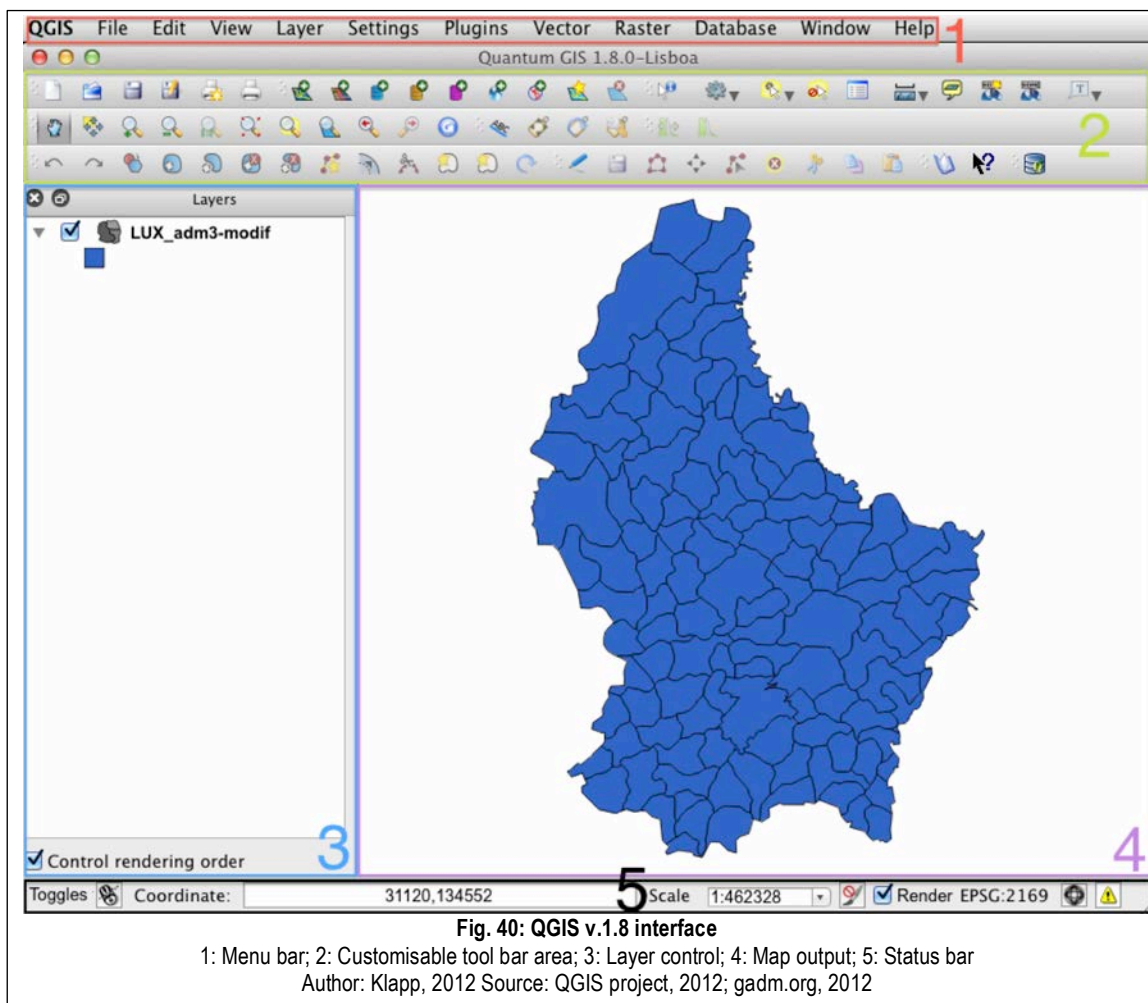 QGIS File Edit View Layer Settings Plugins Vector Raster Database Window Help 1
Quantum GIS 1.8.0-Lisboa
T
2
Layers
LUX_adm3-modif
Control rendering order 3
4
Toggles Coordinate: 31120,134552 5 Scale 1:462328 Render EPSG:2169
Fig. 40: QGIS v.1.8 interface
1: Menu bar; 2: Customisable tool bar area; 3: Layer control; 4: Map output; 5: Status bar
Author: Klapp, 2012 Source: QGIS project, 2012; gadm.org, 2012